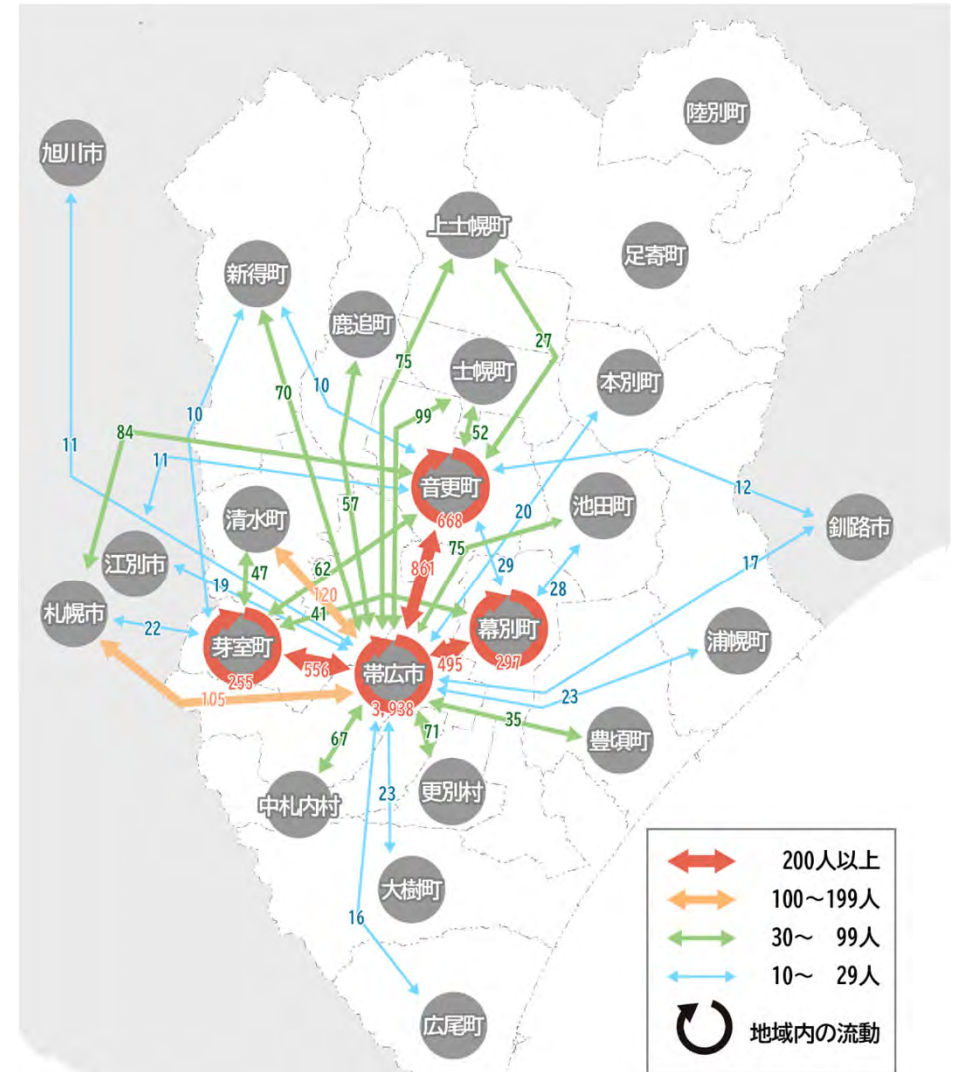 陸別町
旭川市
上士幌町
足寄町
新得町
鹿追町
27
75
士幌町
本別町
10
70
99
10
84
52
11
11
音更町
12
57
池田町
668
清水町
20
釧路市
75
江別市
62
861
29
17
47
19
120
28
札幌市
41
22
幕別町
芽室町
浦幌町
495
297
556
帯広市
255
105
23
3,938
35
71
67
豊頃町
23
更別村
中札内村
大樹町
16
広尾町
200人以上
100～199人
30～ 99人
10～ 29人
地域内の流動